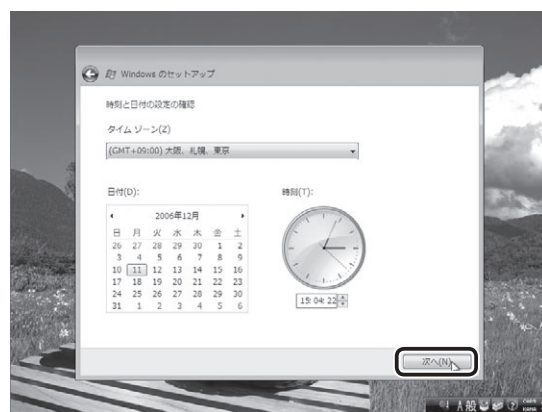 Windows のセットアップ
時刻と日付の設定の確認
タイム ゾーン(Z)
(GMT+09:00) 大阪、札幌、東京
日付(D): 時刻(T):
2006年12月
日 月 火 水 木 金 土
26 27 28 29 30 1 2
3 4 5 6 7 8 9
10 11 12 13 14 15 16
17 18 19 20 21 22 23
24 25 26 27 28 29 30
31 1 2 3 4 5 6
15:04:22
次へ(N)
A 般 CAPS
KANA